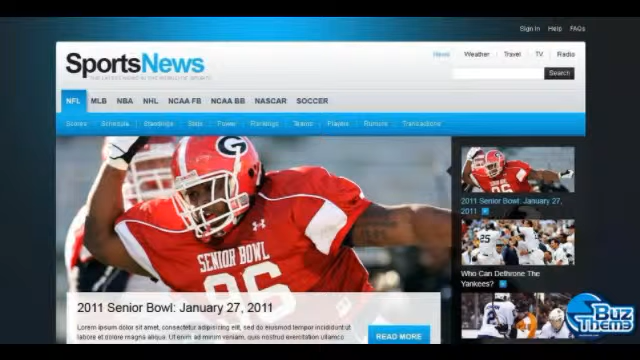 Sign In Help FAQs
SportsNews
News Weather Travel TV Radio
Search
NFL MLB NBA NHL NCAA FB NCAA BB NASCAR SOCCER
Scores Schedule Standings Stats Power Rankings Teams Players Rumors Transactions
G
SENIOR BOWL
96
2011 Senior Bowl: January 27, 2011
Lorem ipsum dolor sit amet, consectetur adipisicing elit, sed do eiusmod tempor incididunt ut
labore et dolore magna aliqua. Ut enim ad minim veniam, quis nostrud exercitation ullamco
READ MORE
2011 Senior Bowl: January 27,
2011
25
Who Can Dethrone The
Yankees?
BUZ
THEM3